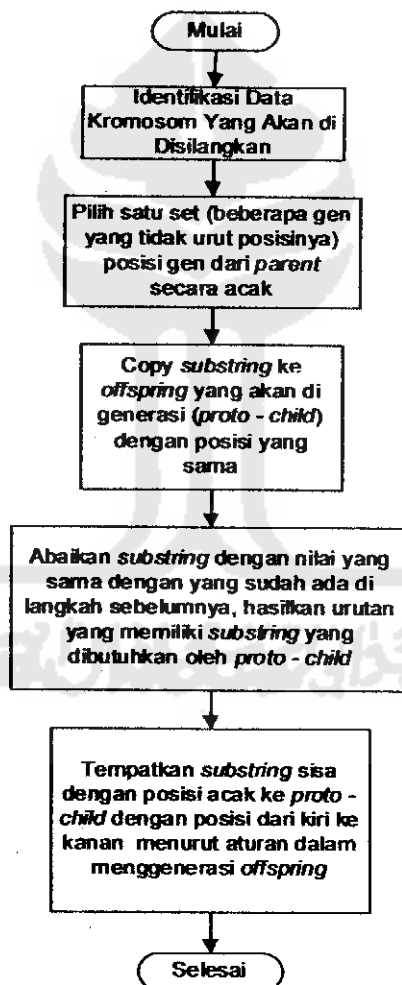 Mulai
Identifikasi Data
Kromosom Yang Akan di
Disilangkan
Pilih satu set (beberapa gen
yang tidak urut posisinya)
posisi gen dari parent
secara acak
Copy substring ke
offspring yang akan di
generasi (proto - child)
dengan posisi yang
sama
Abaikan substring dengan nilai yang
sama dengan yang sudah ada di
langkah sebelumnya, hasilkan urutan
yang memiliki substring yang
dibutuhkan oleh proto - child
Tempatkan substring sisa
dengan posisi acak ke proto -
child dengan posisi dari kiri ke
kanan menurut aturan dalam
menggenerasi offspring
Selesai